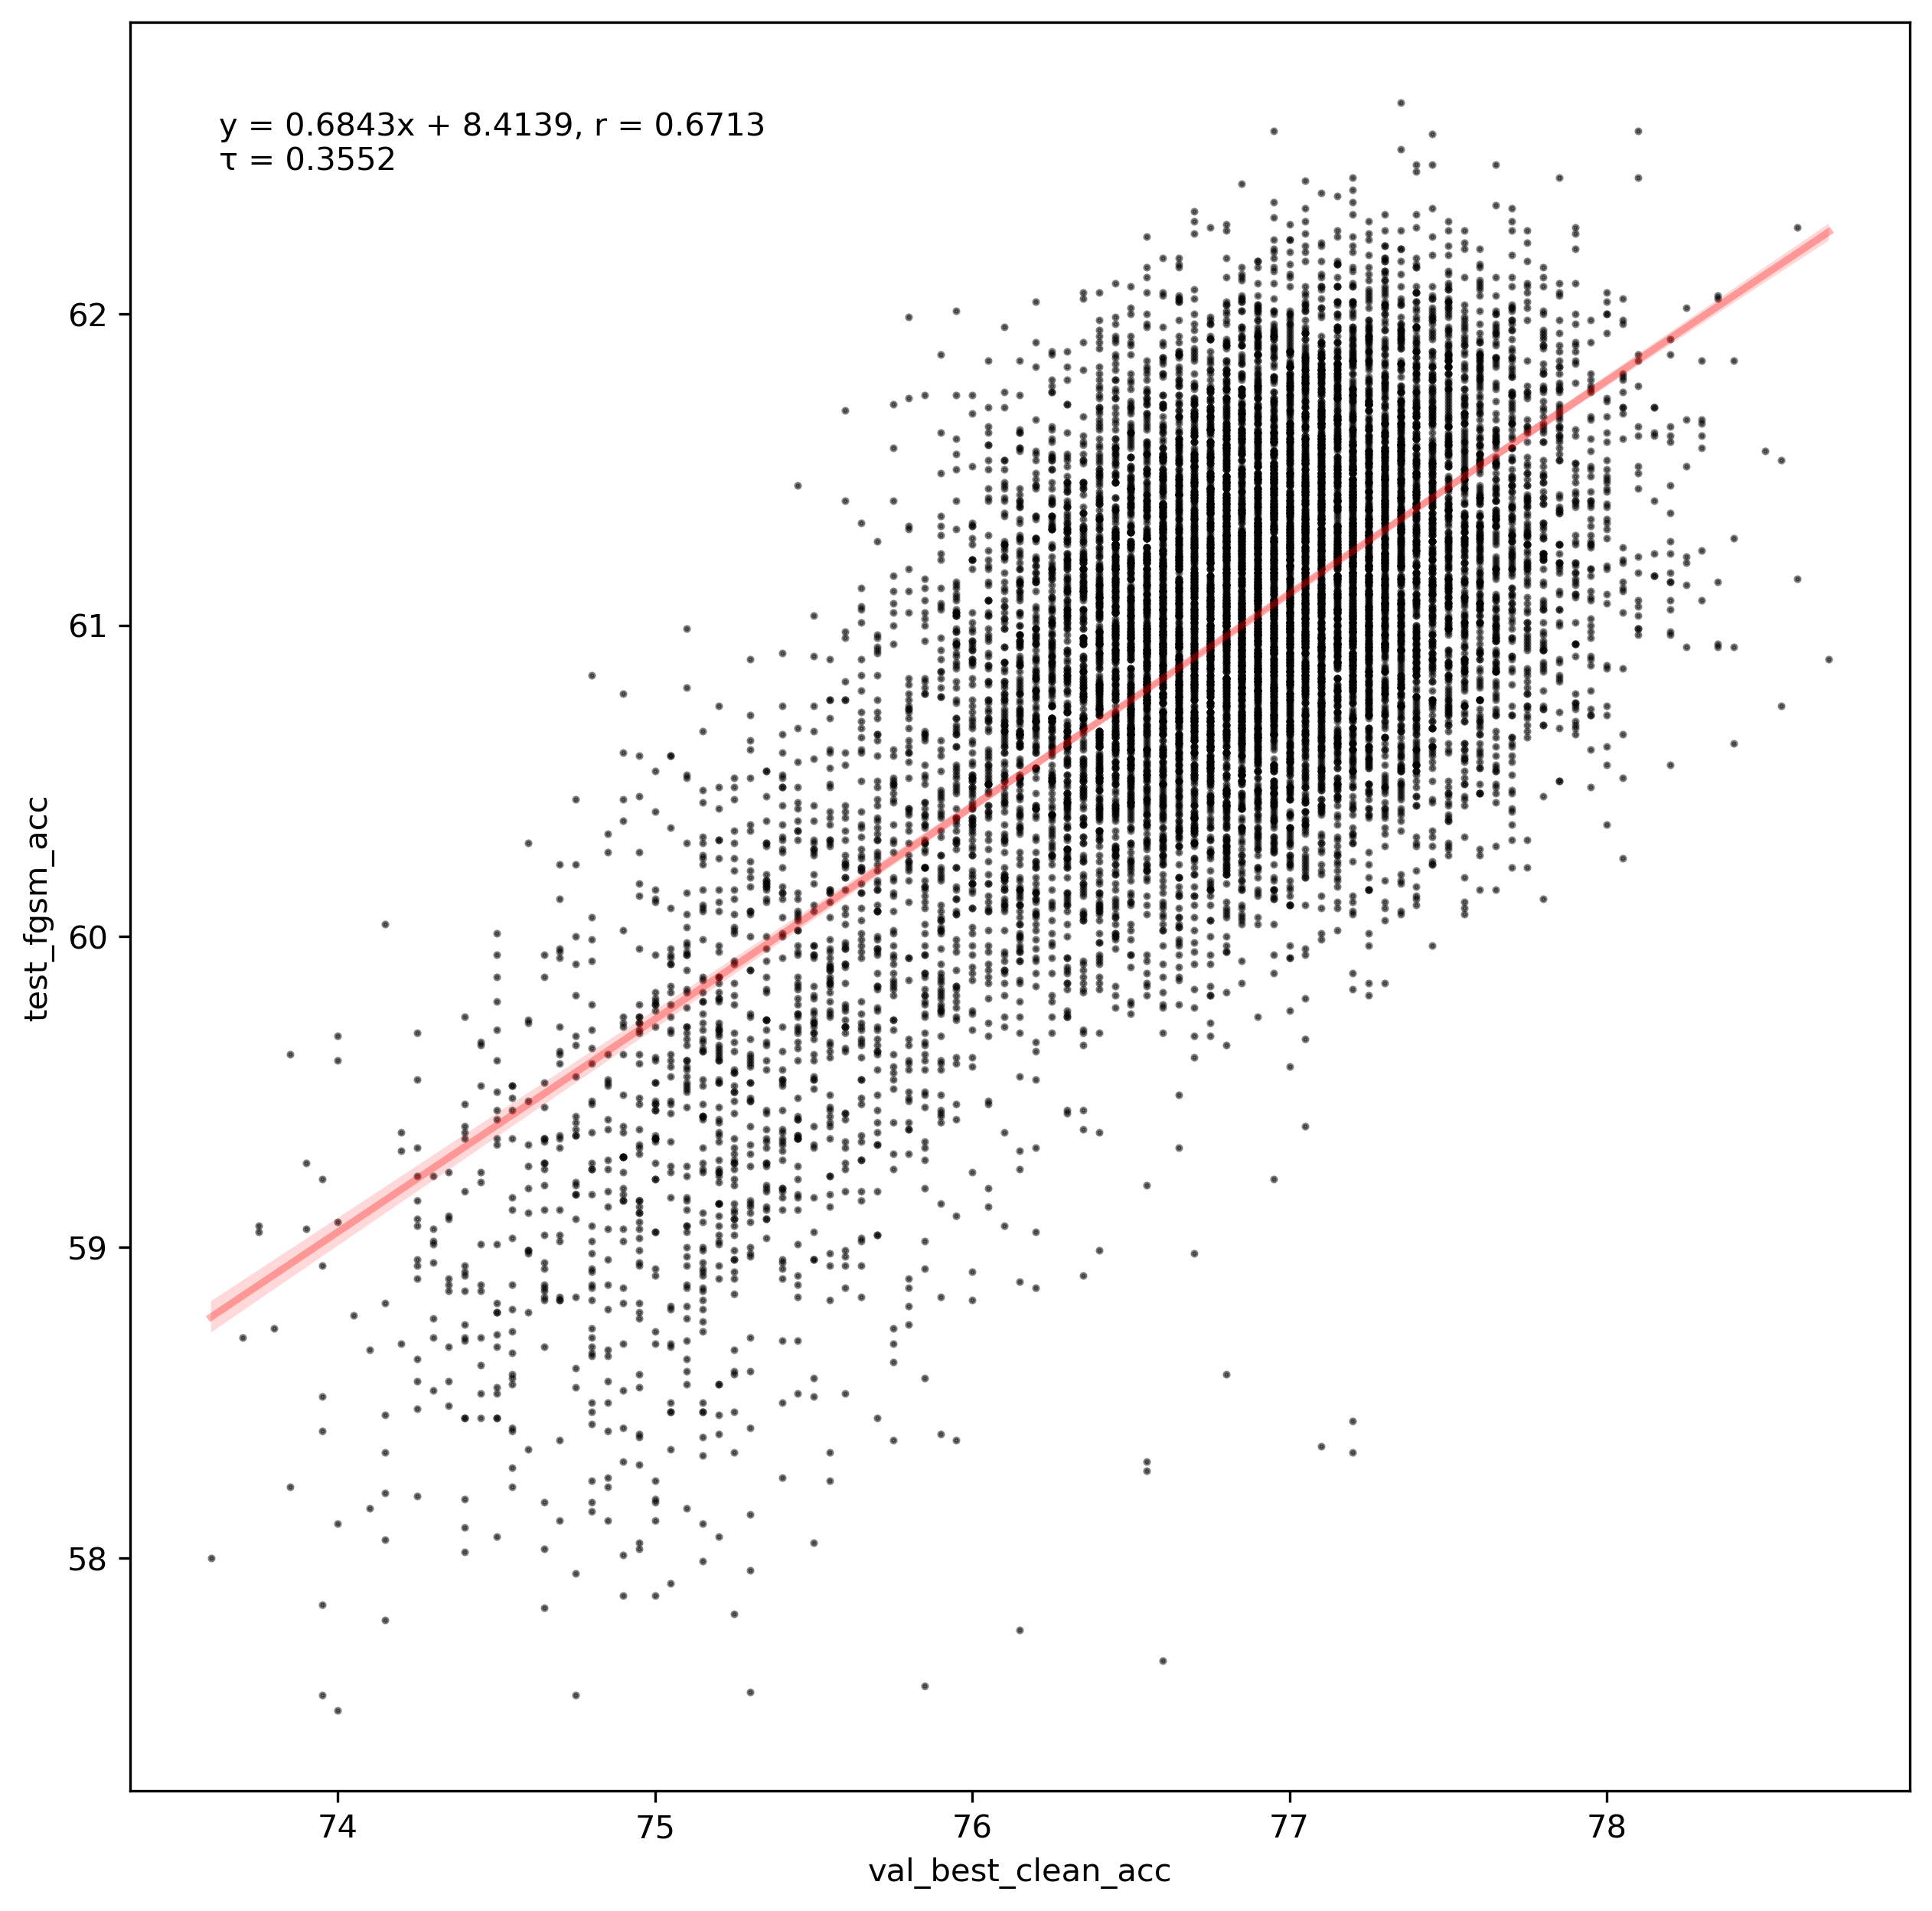 y = 0.6843x + 8.4139, r = 0.6713
τ = 0.3552
62
61
60
59
58
test_fgsm_acc
74
75
76
77
78
val_best_clean_acc